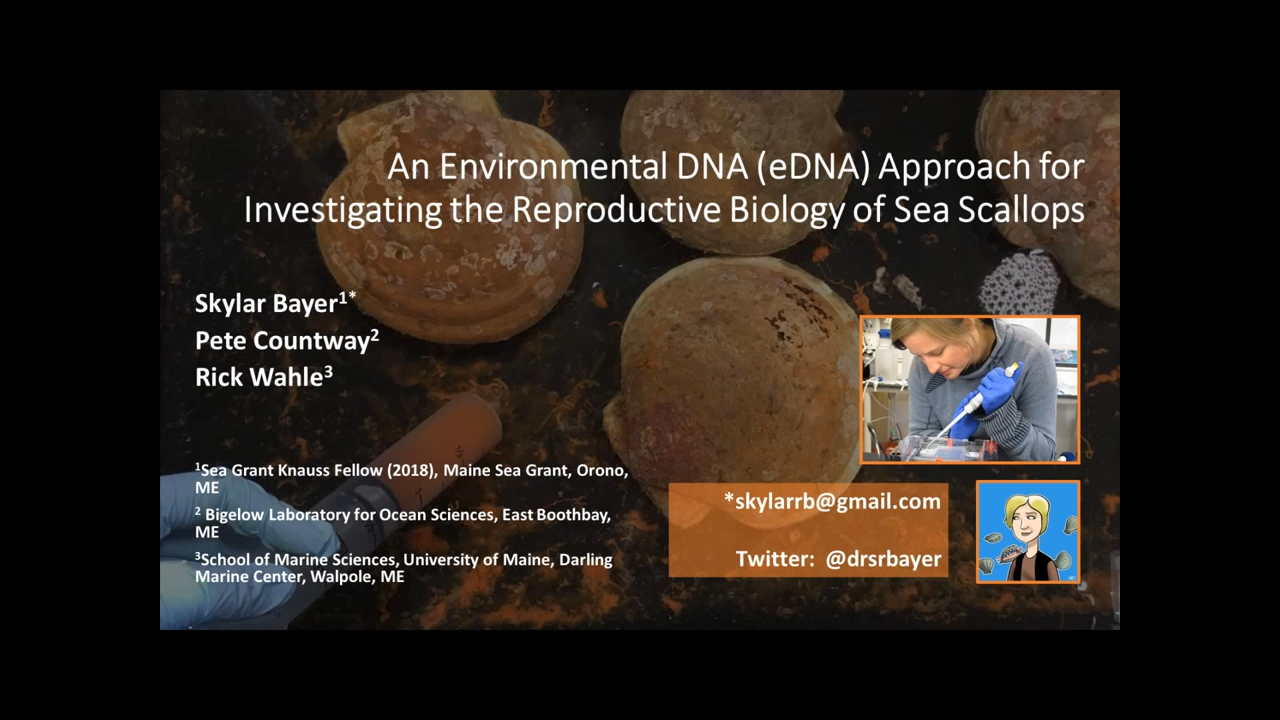 An Environmental DNA (eDNA) Approach for
Investigating the Reproductive Biology of Sea Scallops
Skylar Bayer1*
Pete Countway2
Rick Wahle3
1Sea Grant Knauss Fellow (2018), Maine Sea Grant, Orono,
ME
2 Bigelow Laboratory for Ocean Sciences, East Boothbay,
ME
3School of Marine Sciences, University of Maine, Darling
Marine Center, Walpole, ME
*skylarrb@gmail.com
Twitter: @drsrbayer